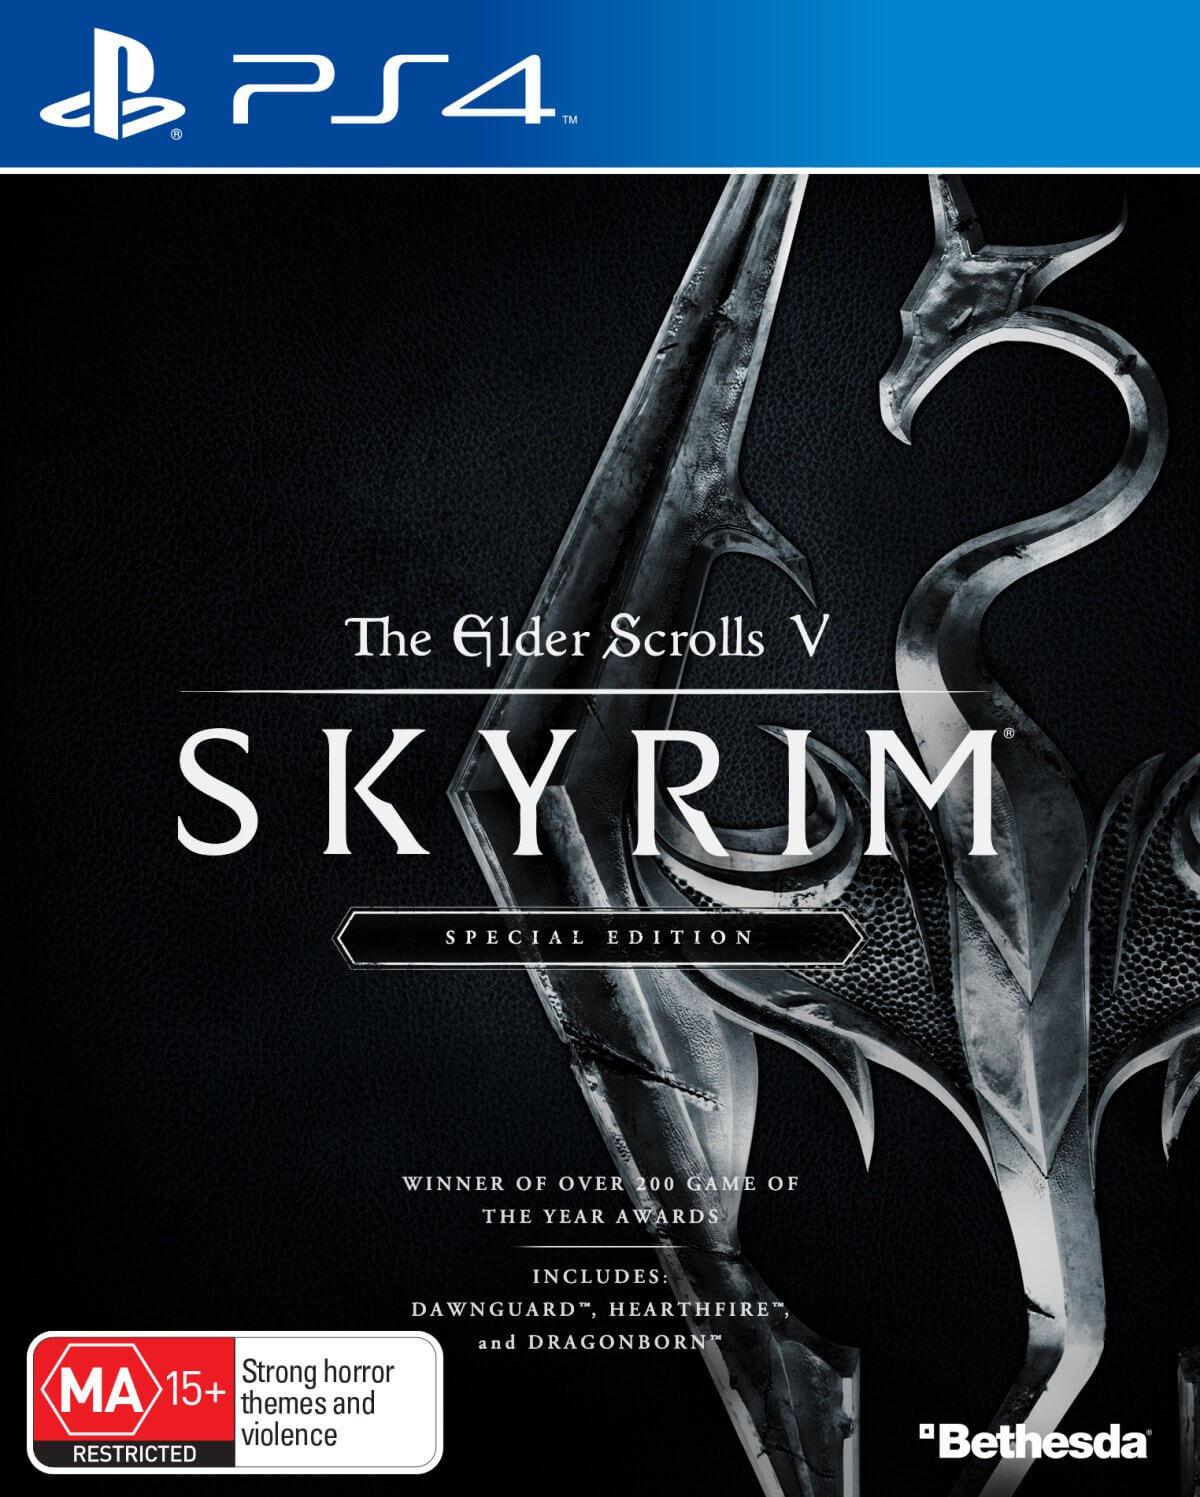 PS4™
The Elder Scrolls V
SKYRIM®
SPECIAL EDITION
WINNER OF OVER 200 GAME OF
THE YEAR AWARDS
INCLUDES:
DAWNGUARD™, HEARTHFIRE™,
and DRAGONBORN™
MA 15+
RESTRICTED
Strong horror
themes and
violence
Bethesda®